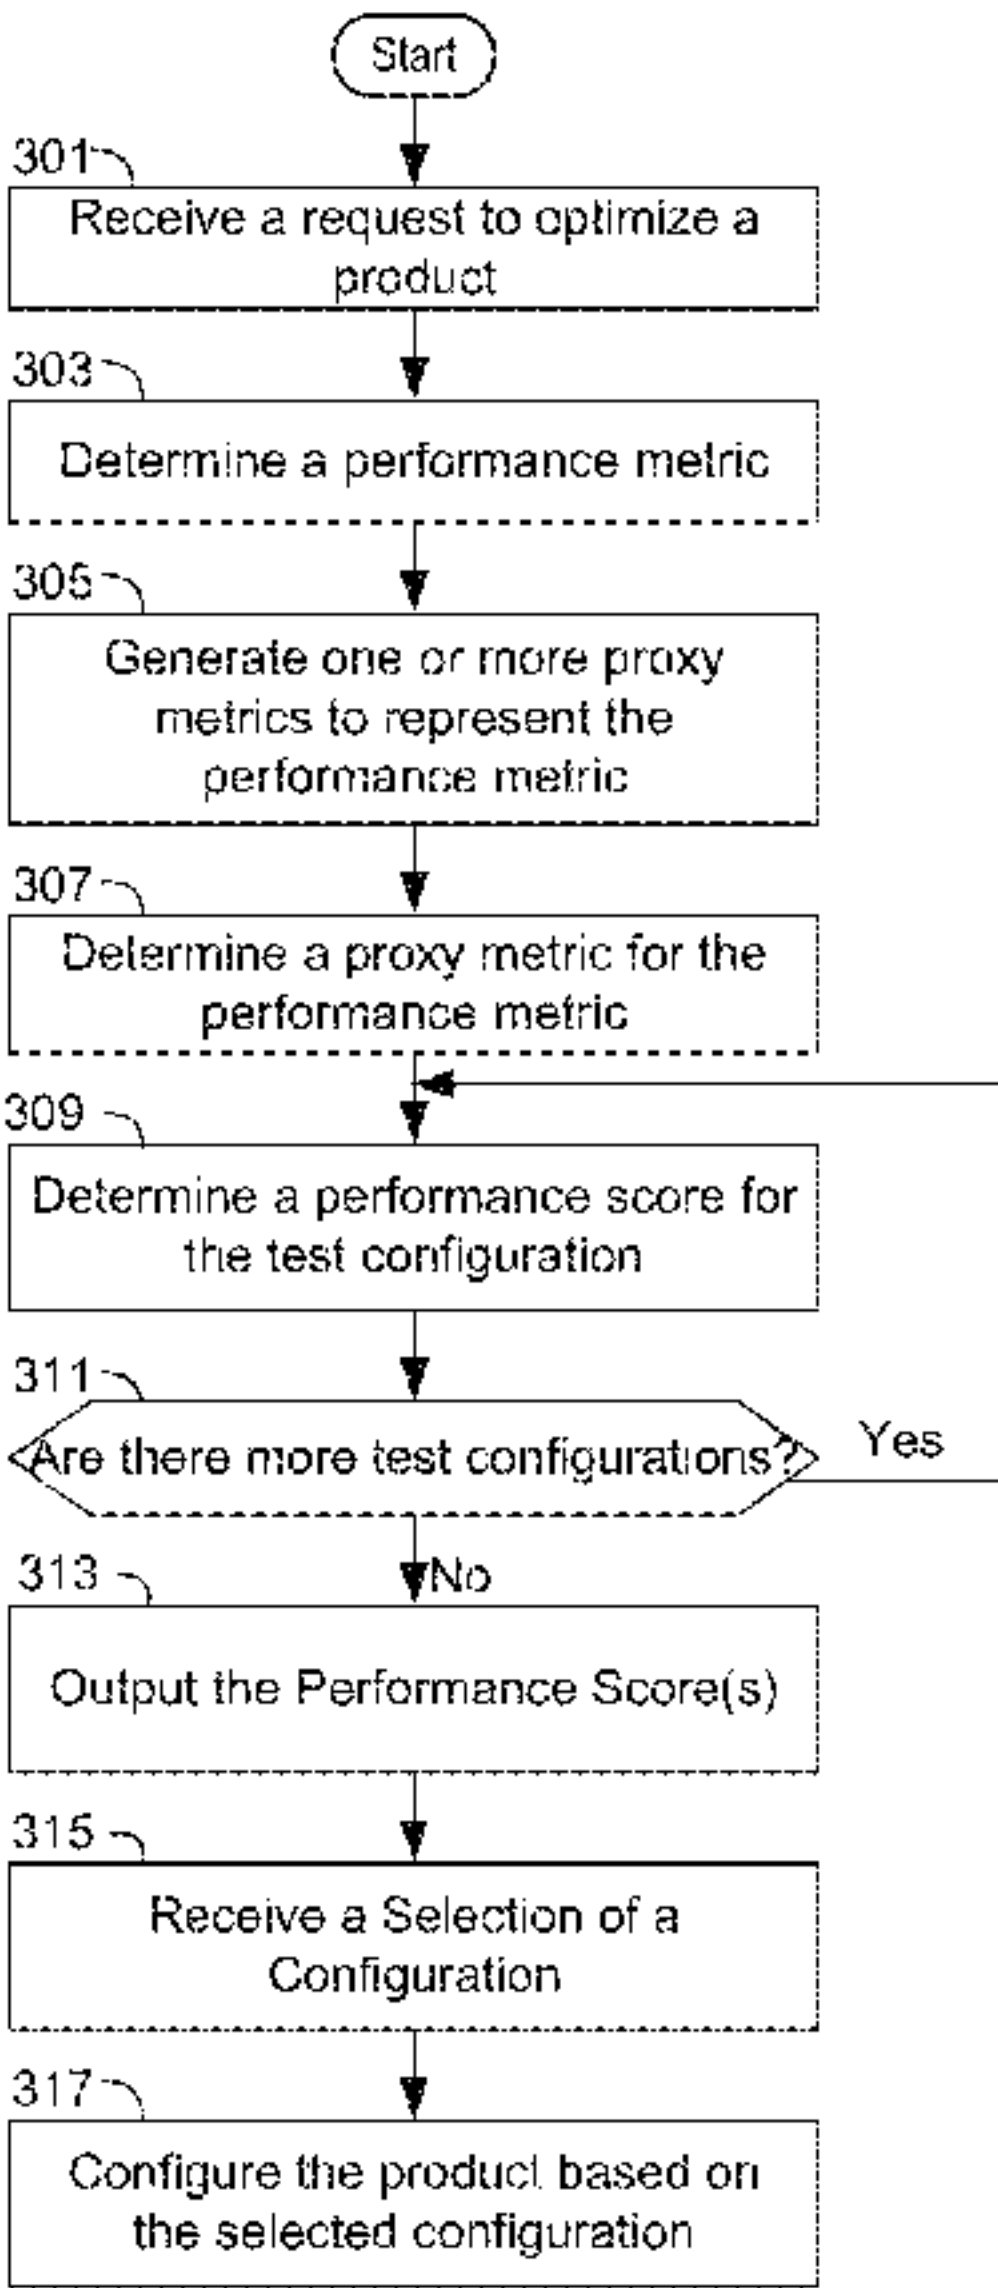 Start
301
Receive a request to optimize a
product
303
Determine a performance metric
305
Generate one or more proxy
metrics to represent the
performance metric
307
Determine a proxy metric for the
performance metric
309
Determine a performance score for
the test configuration
311
Are there more test configurations?
Yes
No
313
Output the Performance Score(s)
315
Receive a Selection of a
Configuration
317
Configure the product based on
the selected configuration